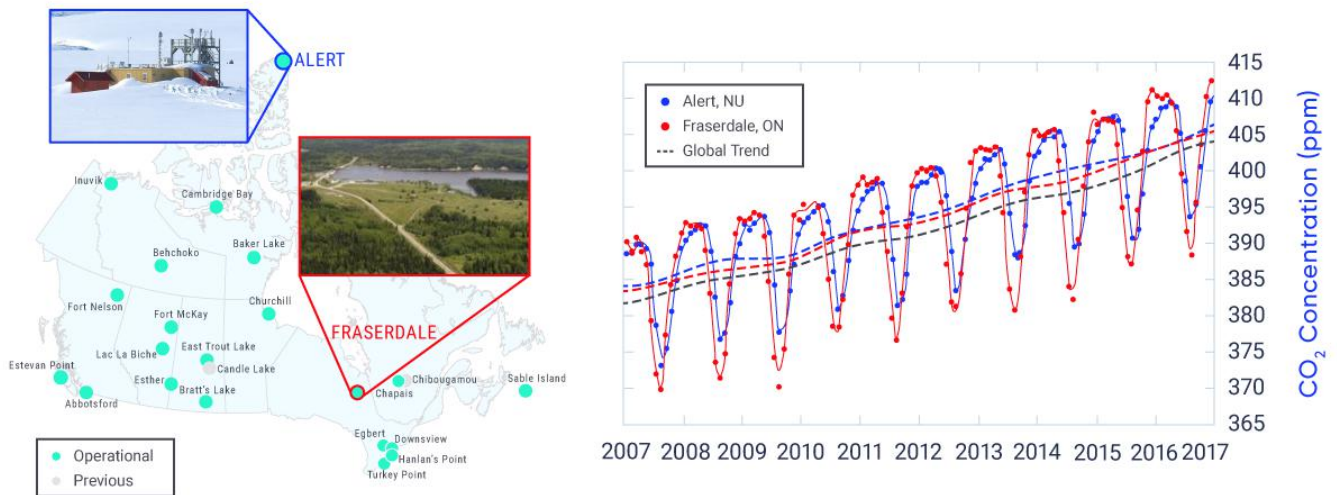 ALERT
Inuvik
Cambridge Bay
Behchoko
Baker Lake
Fort Nelson
Churchill
Fort McKay
FRASERDALE
Lac La Biche
East Trout Lake
Estevan Point
Candle Lake
Chibougamou
Sable Island
Esther
Chapais
Bratt's Lake
Abbotsford
Egbert
Downsview
Hanlan's Point
Turkey Point
Operational
Previous
Alert, NU
Fraserdale, ON
Global Trend
415
410
405
400
395
390
385
380
375
370
365
CO₂ Concentration (ppm)
2007 2008 2009 2010 2011 2012 2013 2014 2015 2016 2017